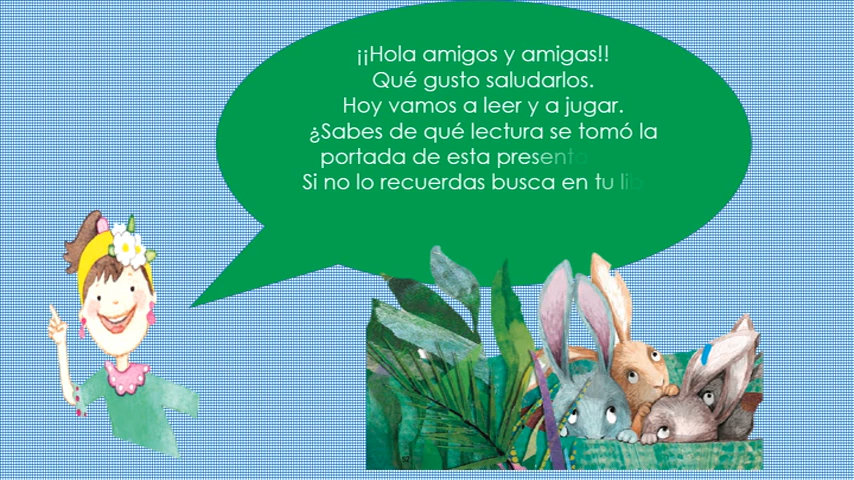 ¡¡Hola amigos y amigas!!
Qué gusto saludarlos.
Hoy vamos a leer y a jugar.
¿Sabes de qué lectura se tomó la
portada de esta
Si no lo recuerdas busca en tu